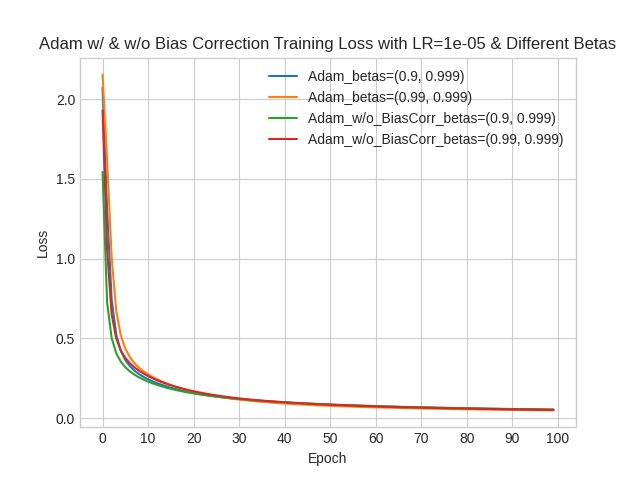 Adam w/ & w/o Bias Correction Training Loss with LR=1e-05 & Different Betas
Adam_betas=(0.9, 0.999)
Adam_betas=(0.99, 0.999)
Adam_w/o_BiasCorr_betas=(0.9, 0.999)
Adam_w/o_BiasCorr_betas=(0.99, 0.999)
2.0
1.5
1.0
0.5
0.0
Loss
0 10 20 30 40 50 60 70 80 90 100
Epoch